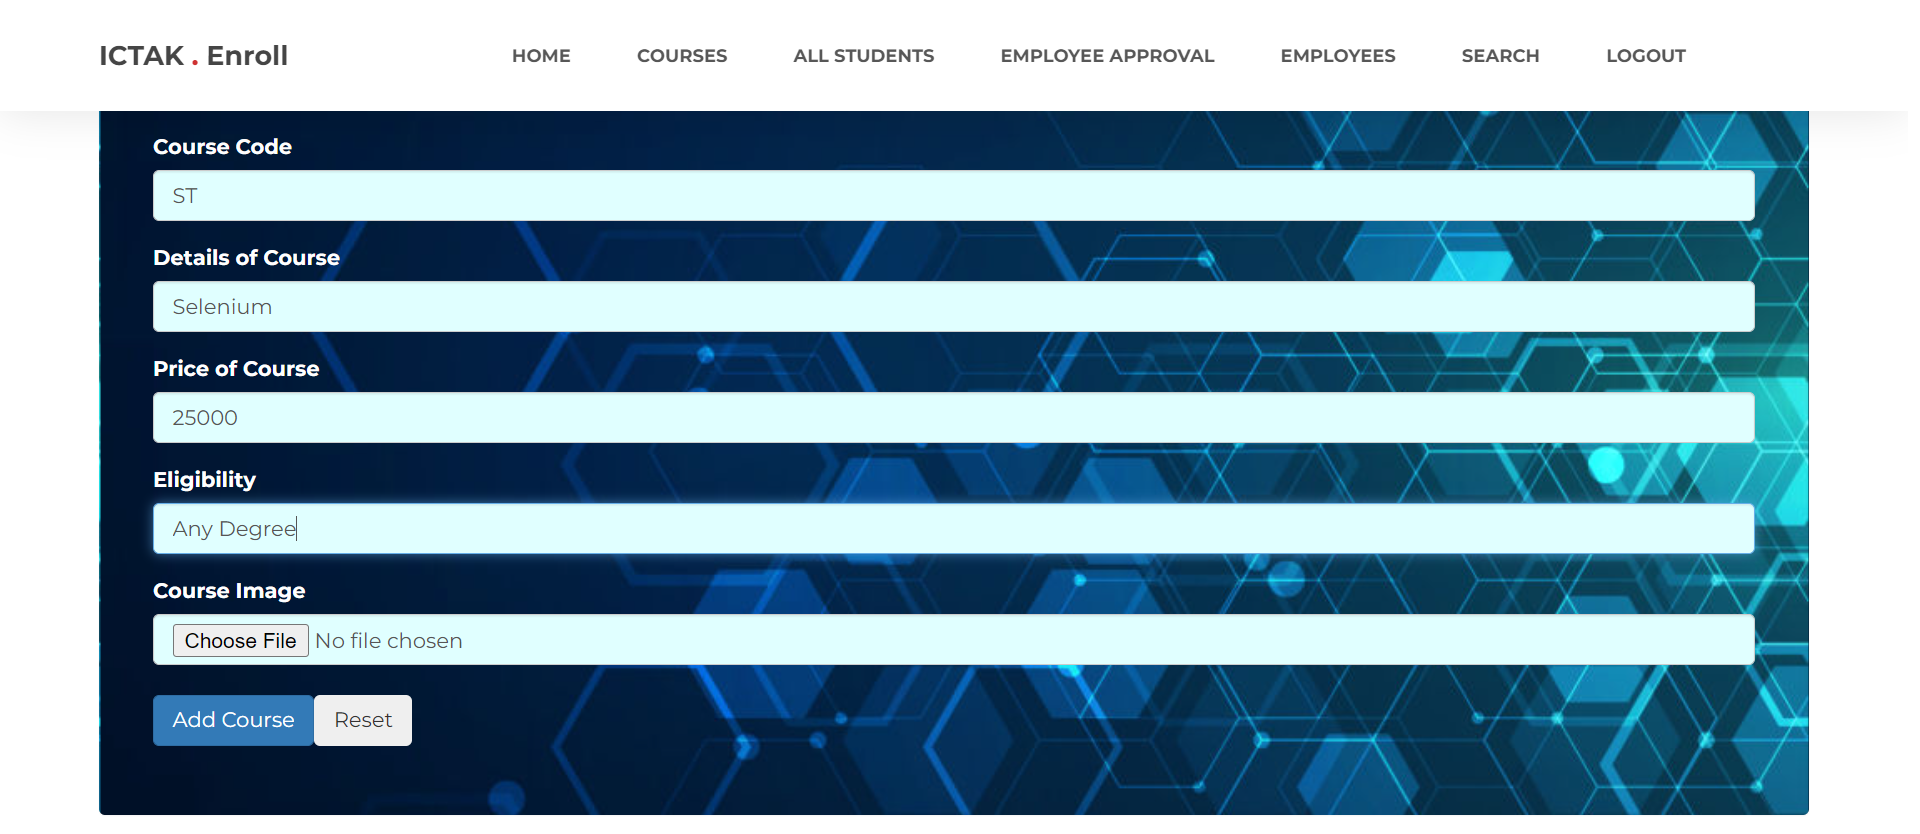 ICTAK . Enroll HOME COURSES ALL STUDENTS EMPLOYEE APPROVAL EMPLOYEES SEARCH LOGOUT
Course Code
ST
Details of Course
Selenium
Price of Course
25000
Eligibility
Any Degree
Course Image
Choose File No file chosen
Add Course Reset